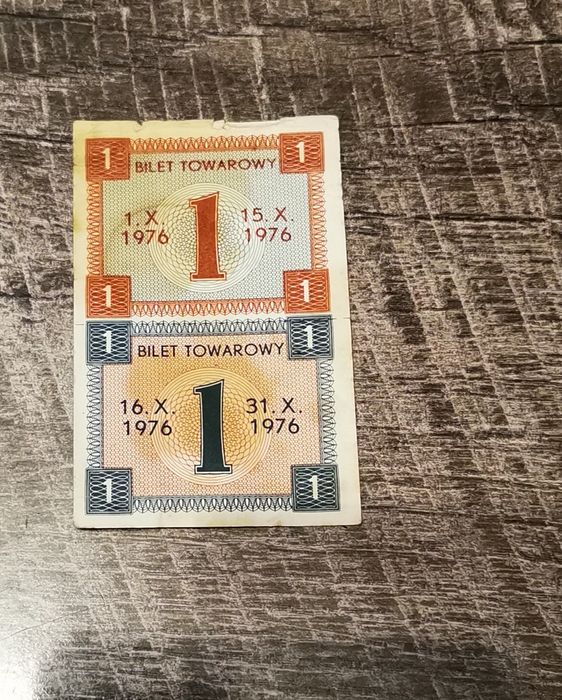 1 1
BILET TOWAROWY
1. X. 1 15. X.
1976 1976
1 1
1 1
BILET TOWAROWY
16. X. 1 31. X.
1976 1976
1 1